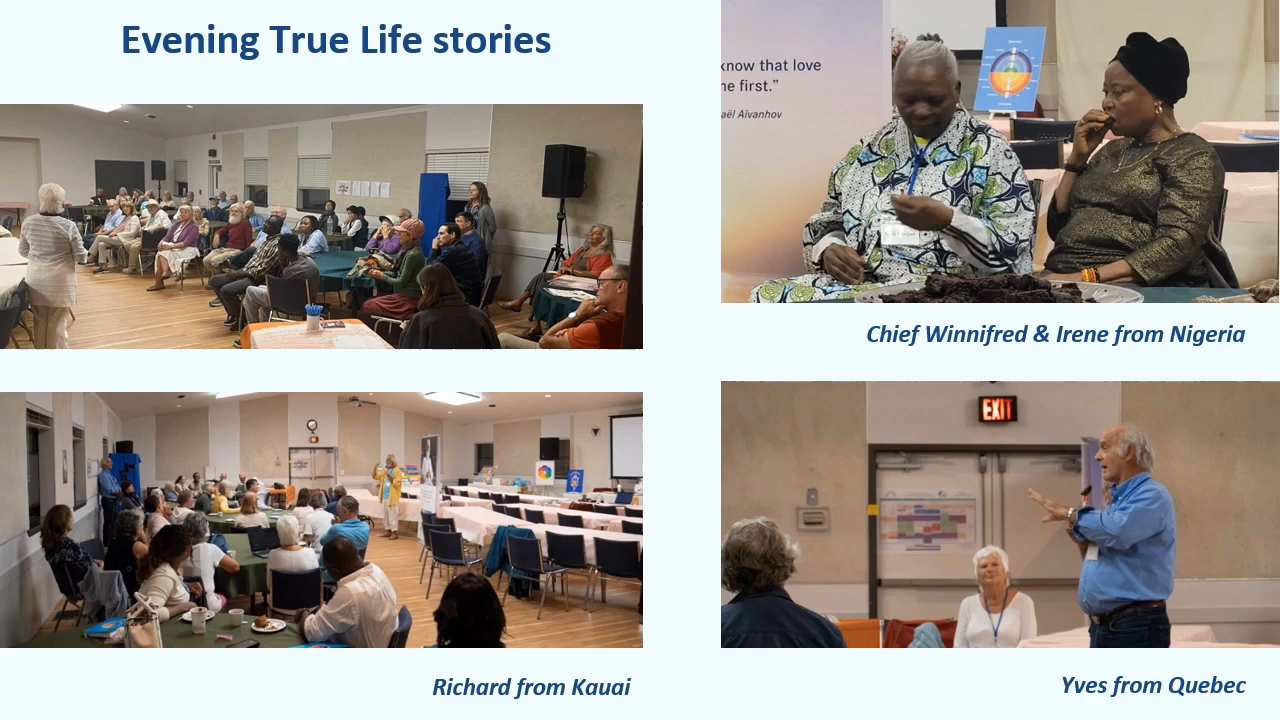 Evening True Life stories
know that love
he first.”
aël Aïvanhov
Chief Winnifred & Irene from Nigeria
EXIT
Richard from Kauai
Yves from Quebec